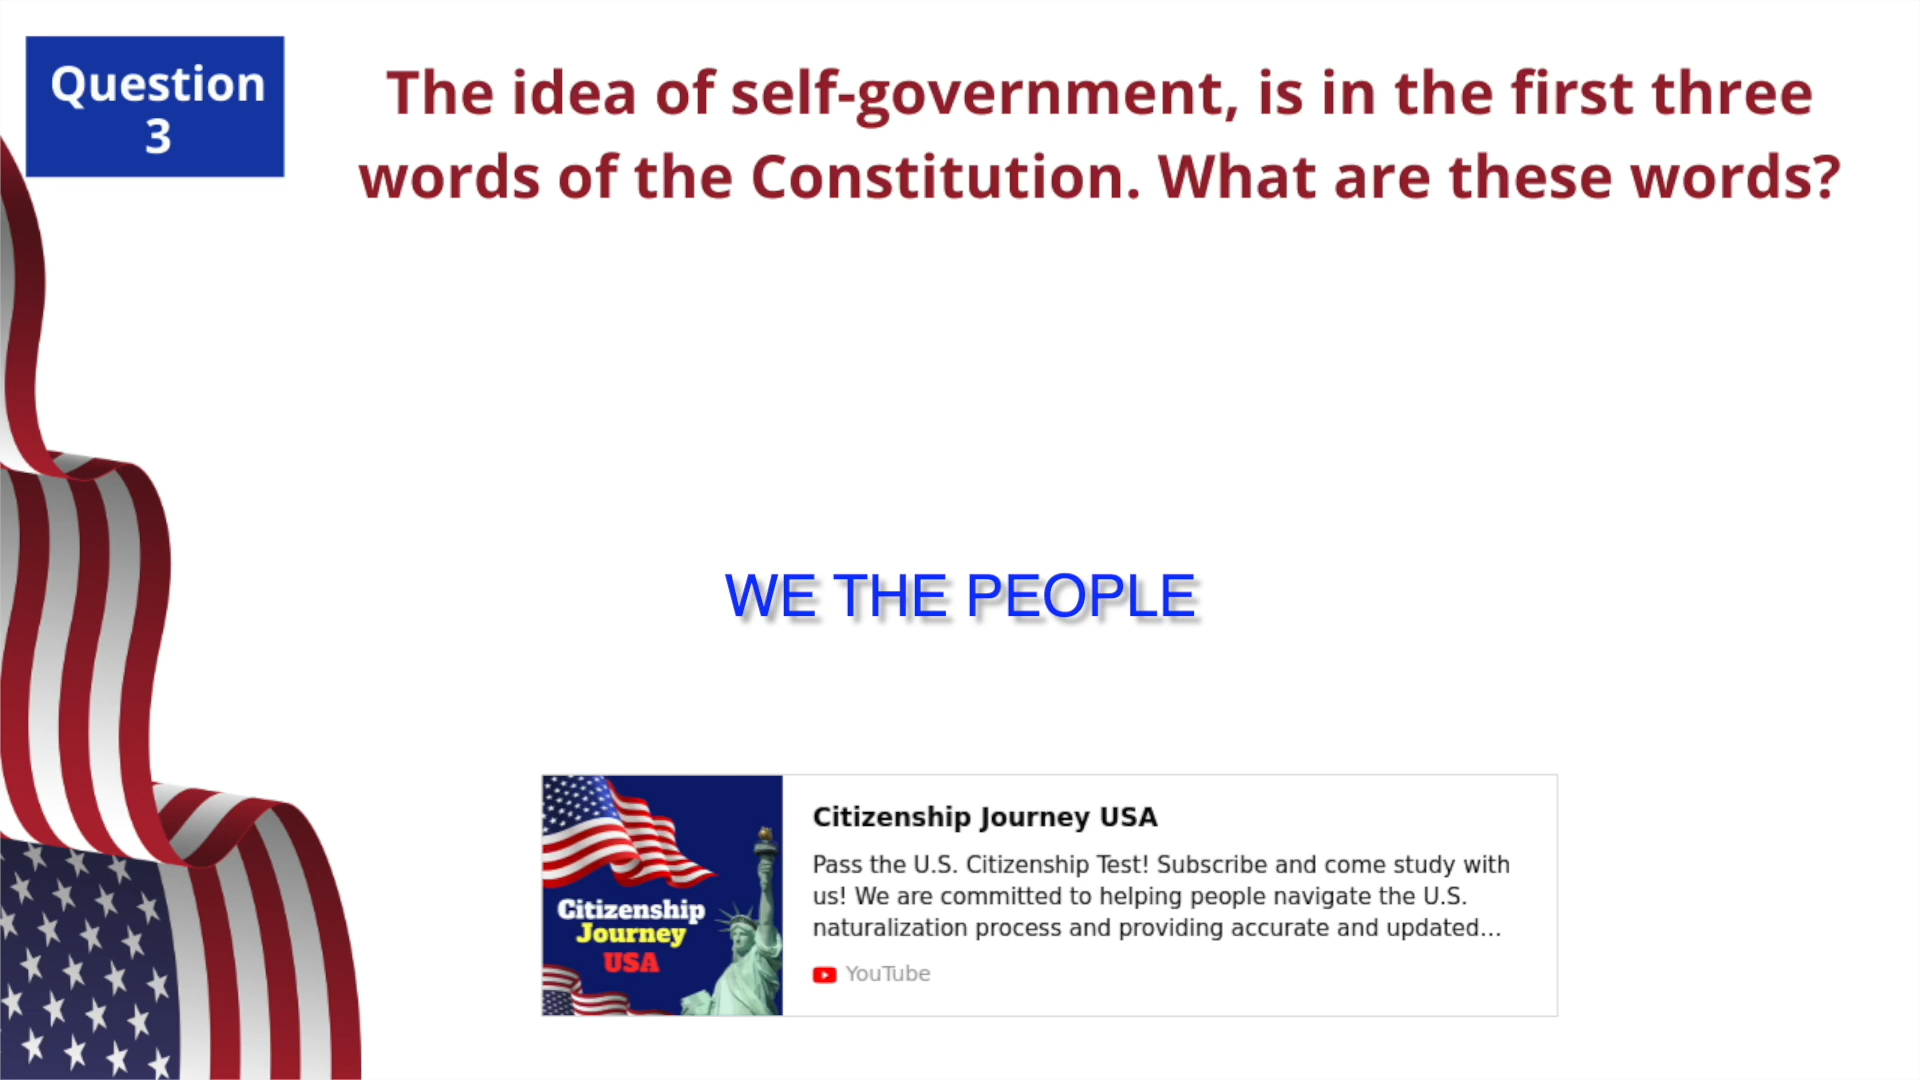 Question
3
The idea of self-government, is in the first three
words of the Constitution. What are these words?
WE THE PEOPLE
Citizenship
Journey
USA
Citizenship Journey USA
Pass the U.S. Citizenship Test! Subscribe and come study with
us! We are committed to helping people navigate the U.S.
naturalization process and providing accurate and updated...
YouTube